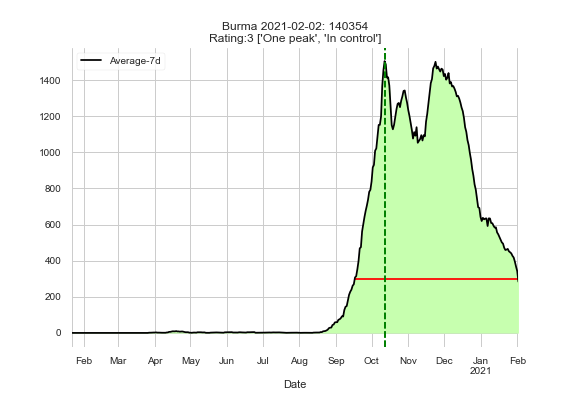 Burma 2021-02-02: 140354
Rating:3 ['One peak', 'In control']
Average-7d
1400
1200
1000
800
600
400
200
0
Feb Mar Apr May Jun Jul Aug Sep Oct Nov Dec Jan Feb
2021
Date